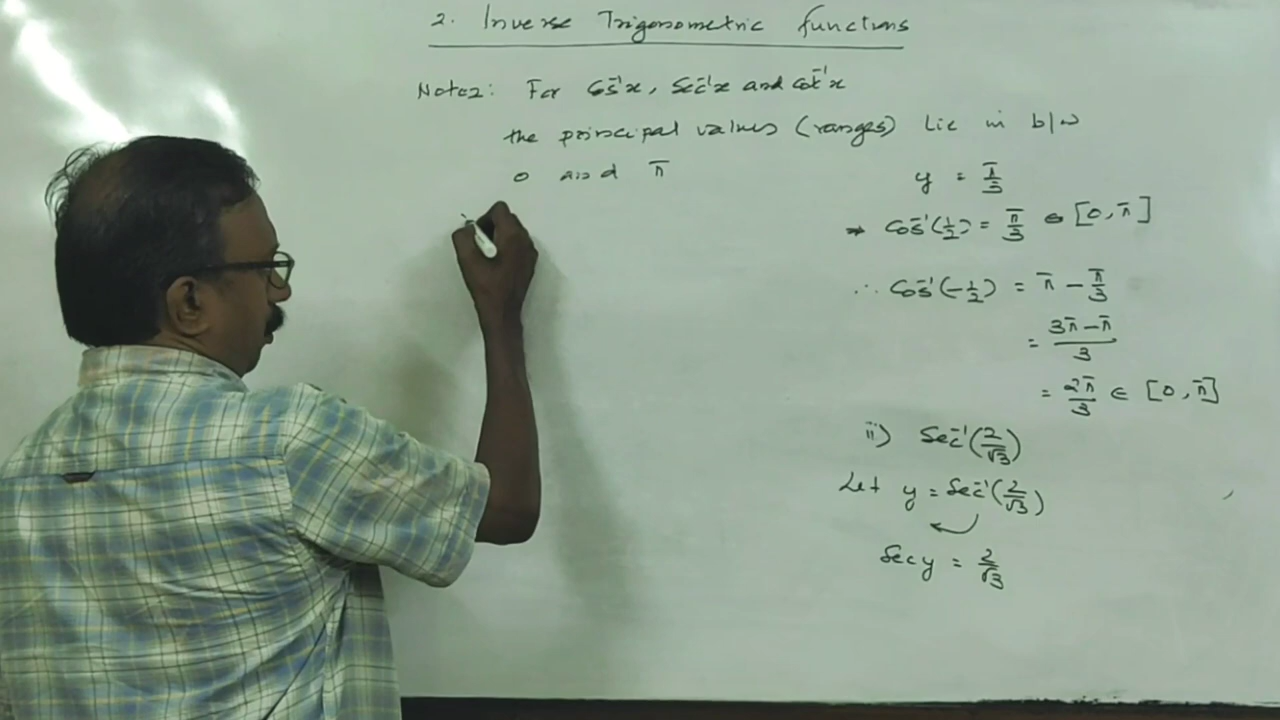 2. Inverse Trigonometric functions
Note2: For Cos⁻¹x, Sec⁻¹x and Cot⁻¹x
the principal values (ranges) lie in b/w
0 and π
y = π/3
Cos⁻¹(1/2) = π/3 ∈ [0, π]
∴ Cos⁻¹(-1/2) = π - π/3
= (3π - π)/3
= 2π/3 ∈ [0, π]
ii) Sec⁻¹(2/√3)
Let y = Sec⁻¹(2/√3)
Sec y = 2/√3